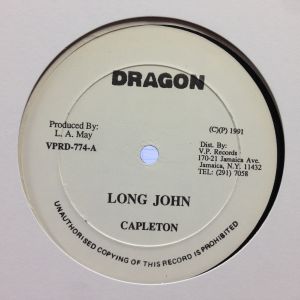 DRAGON
Produced By:
L. A. May
VPRD-774-A
(C)(P) 1991
Dist. By:
V.P. Records
170-21 Jamaica Ave.
Jamaica, N.Y. 11432
TEL: (291) 7058
LONG JOHN
CAPLETON
UNAUTHORISED COPYING OF THIS RECORD IS PROHIBITED